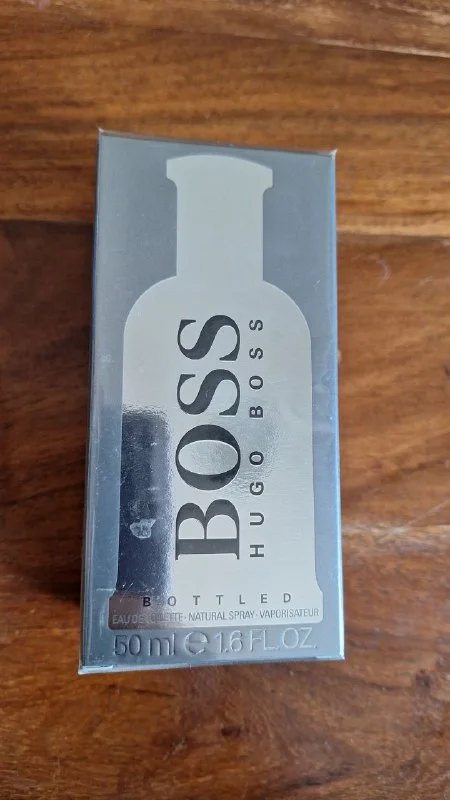 BOSS
HUGO BOSS
BOTTLED
EAU DE TOILETTE·NATURAL SPRAY·VAPORISATEUR
50 ml ℮ 1.6 FL.OZ.